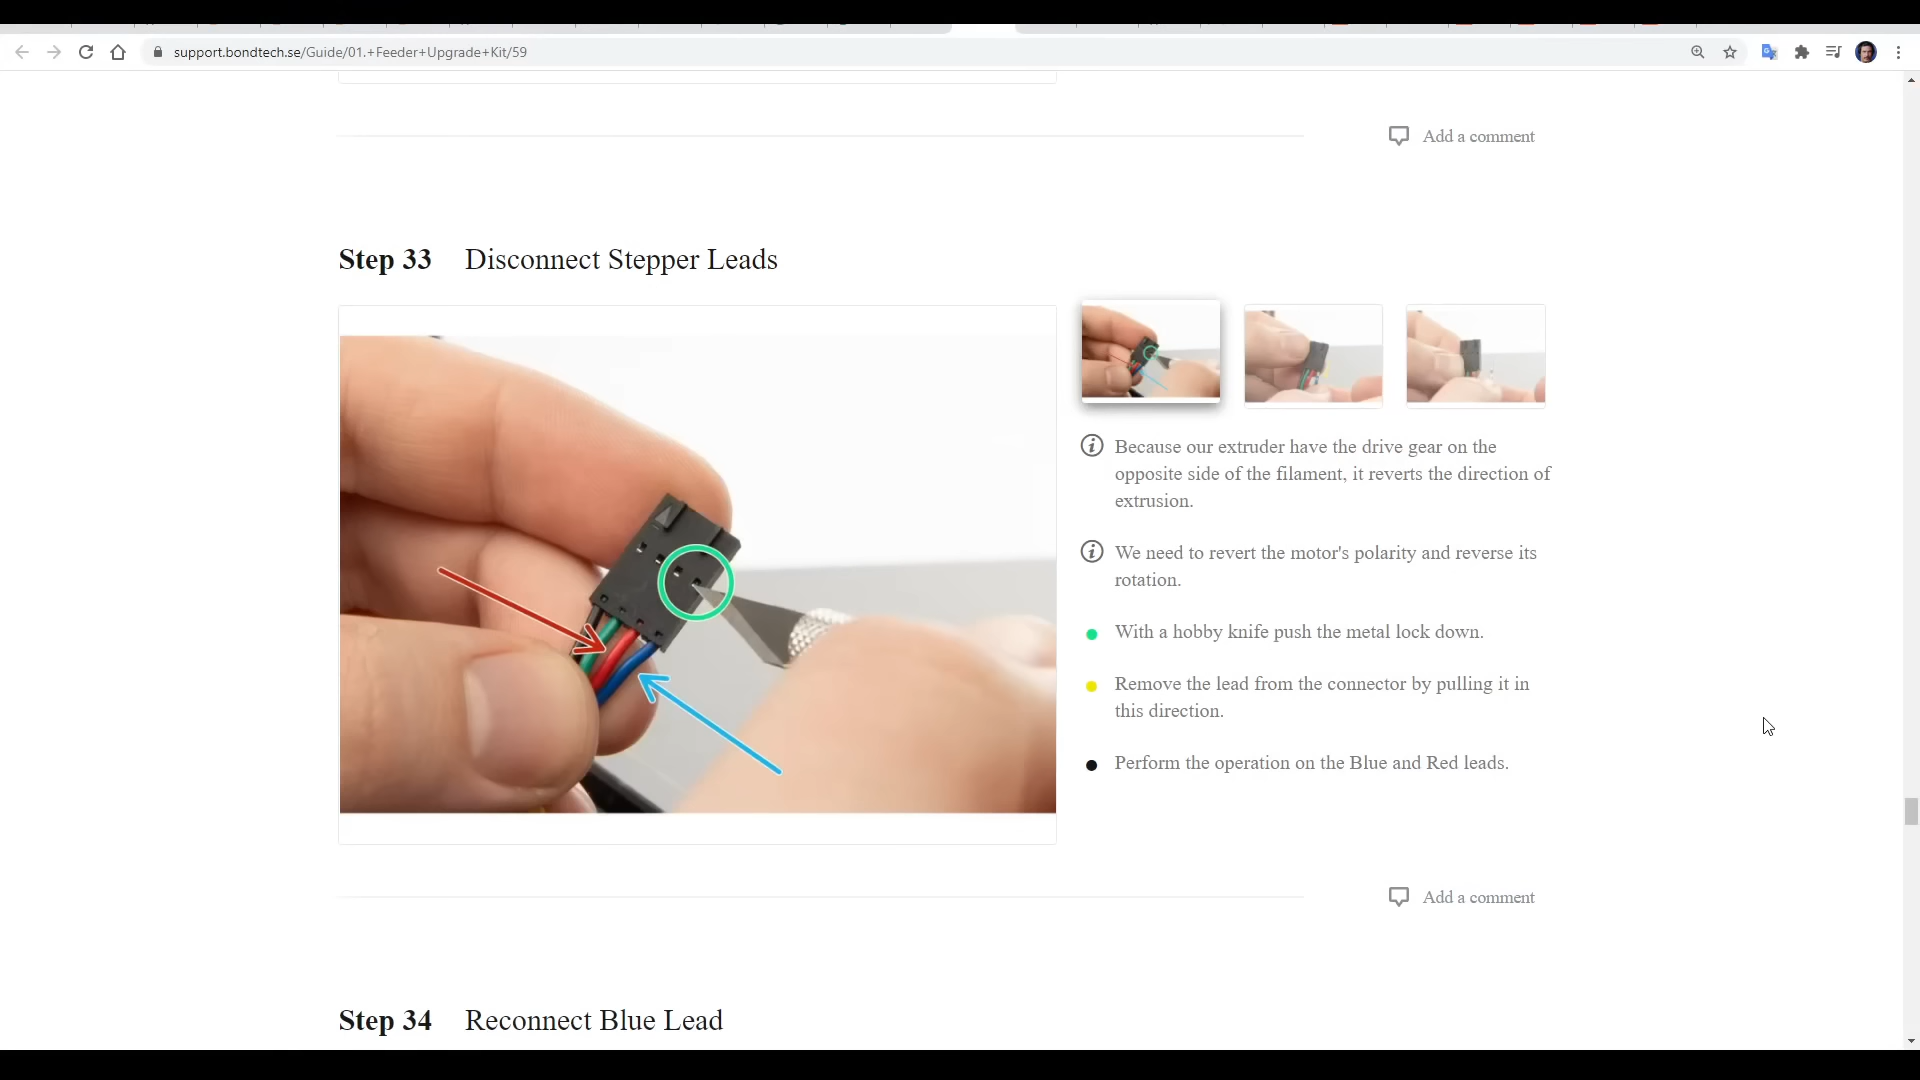 support.bondtech.se/Guide/01.+Feeder+Upgrade+Kit/59
Add a comment
Step 33 Disconnect Stepper Leads
Because our extruder have the drive gear on the
opposite side of the filament, it reverts the direction of
extrusion.
We need to revert the motor's polarity and reverse its
rotation.
With a hobby knife push the metal lock down.
Remove the lead from the connector by pulling it in
this direction.
Perform the operation on the Blue and Red leads.
Add a comment
Step 34 Reconnect Blue Lead